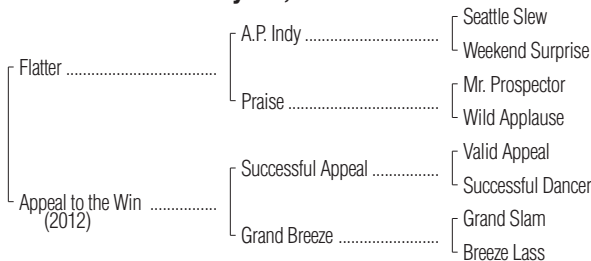 Seattle Slew
A.P. Indy ................................
Weekend Surprise
Flatter ....................................
Mr. Prospector
Praise ....................................
Wild Applause
Valid Appeal
Successful Appeal ................
Successful Dancer
Appeal to the Win ................
(2012)
Grand Slam
Grand Breeze ........................
Breeze Lass